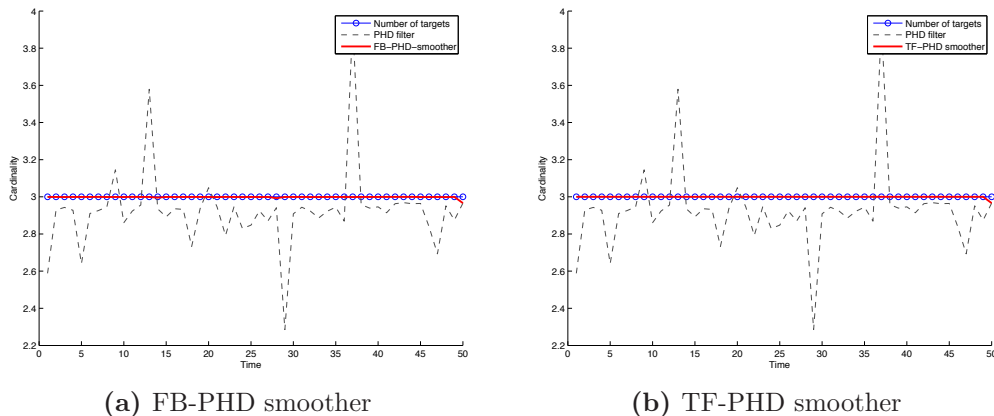 4
3.8
3.6
3.4
3.2
3
2.8
2.6
2.4
2.2
Cardinality
0 5 10 15 20 25 30 35 40 45 50
Time
Number of targets
PHD filter
FB−PHD−smoother
(a) FB-PHD smoother
4
3.8
3.6
3.4
3.2
3
2.8
2.6
2.4
2.2
Cardinality
0 5 10 15 20 25 30 35 40 45 50
Time
Number of targets
PHD filter
TF−PHD smoother
(b) TF-PHD smoother